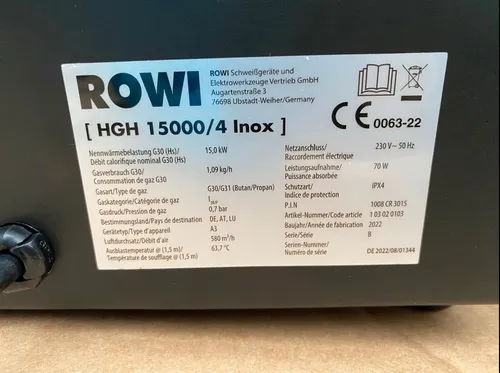 ROWI
ROWI Schweißgeräte und
Elektrowerkzeuge Vertrieb GmbH
Augartenstraße 3
76698 Ubstadt-Weiher/Germany
[ HGH 15000/4 Inox ]
CE 0063-22
Nennwärmebelastung G30 (Hs)/
Débit calorifique nominal G30 (Hs) 15,0 kW
Gasverbrauch G30/
Consommation de gaz G30 1,09 kg/h
Gasart/Type de gaz G30/G31 (Butan/Propan)
Gaskategorie/Catégorie de gaz I
Gasdruck/Pression de gaz 0,7 bar
Bestimmungsland/Pays de destination DE, AT, LU
Gerätetyp/Type d'appareil A3
Luftdurchsatz/Débit d'air 580 m³/h
Ausblastemperatur @ (1,5 m)/ 63,7 °C
Température de soufflage @ (1,5 m)
Netzanschluss/ 230 V~ 50 Hz
Raccordement électrique
Leistungsaufnahme/ 70 W
Puissance absorbée
Schutzart/ IPX4
Indice de protection
P.I.N 1008 CR 3015
Artikel-Nummer/Code article 1 03 02 0103
Baujahr/Année de fabrication 2022
Serie/Série B
Serien-Nummer/
Numéro de série DE 2022/08/01344